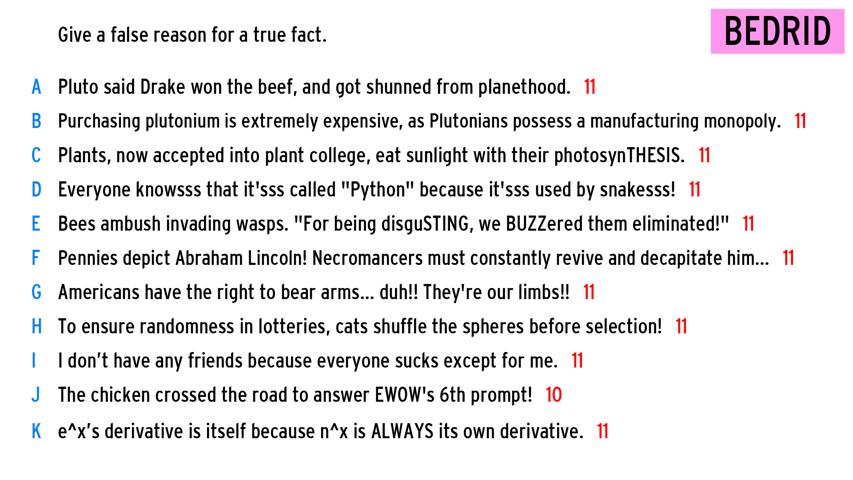 Give a false reason for a true fact.
BEDRID
A Pluto said Drake won the beef, and got shunned from planethood. 11
B Purchasing plutonium is extremely expensive, as Plutonians possess a manufacturing monopoly. 11
C Plants, now accepted into plant college, eat sunlight with their photosynTHESIS. 11
D Everyone knowsss that it'sss called "Python" because it'sss used by snakesss! 11
E Bees ambush invading wasps. "For being disguSTING, we BUZZered them eliminated!" 11
F Pennies depict Abraham Lincoln! Necromancers must constantly revive and decapitate him... 11
G Americans have the right to bear arms... duh!! They're our limbs!! 11
H To ensure randomness in lotteries, cats shuffle the spheres before selection! 11
I I don’t have any friends because everyone sucks except for me. 11
J The chicken crossed the road to answer EWOW's 6th prompt! 10
K e^x’s derivative is itself because n^x is ALWAYS its own derivative. 11